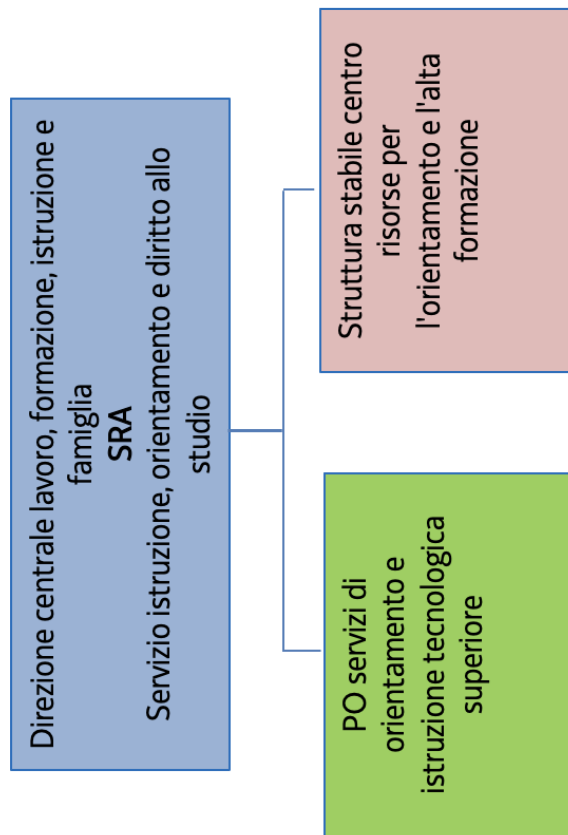 Direzione centrale lavoro, formazione, istruzione e
famiglia
SRA
Servizio istruzione, orientamento e diritto allo
studio
PO servizi di
orientamento e
istruzione tecnologica
superiore
Struttura stabile centro
risorse per
l'orientamento e l'alta
formazione